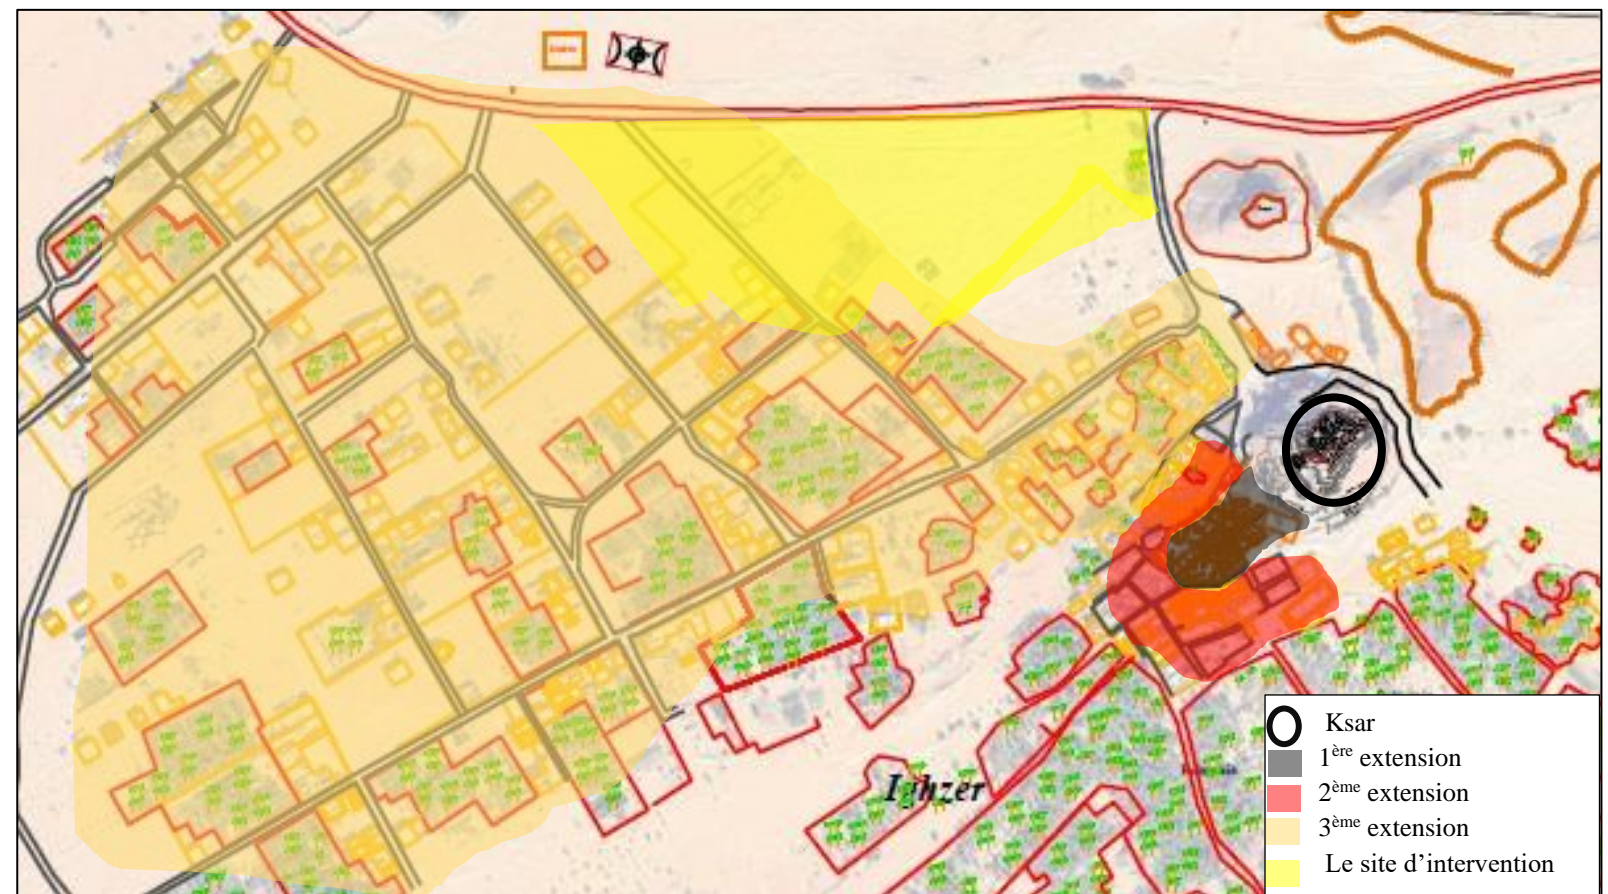 Ighzer
Ksar
1ère extension
2ème extension
3ème extension
Le site d'intervention